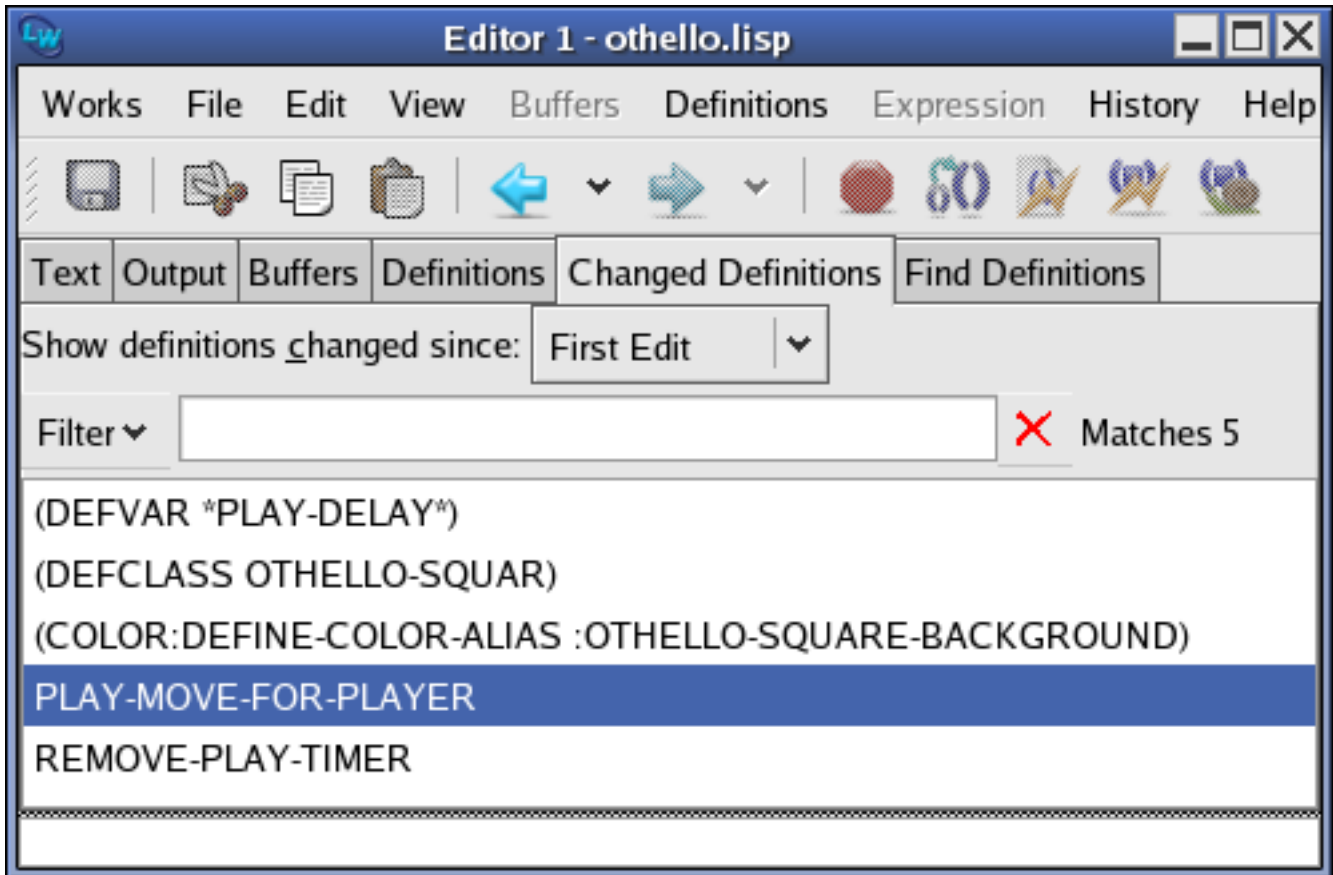 LW Editor 1 - othello.lisp
Works File Edit View Buffers Definitions Expression History Help
Text Output Buffers Definitions Changed Definitions Find Definitions
Show definitions changed since: First Edit
Filter Matches 5
(DEFVAR *PLAY-DELAY*)
(DEFCLASS OTHELLO-SQUAR)
(COLOR:DEFINE-COLOR-ALIAS :OTHELLO-SQUARE-BACKGROUND)
PLAY-MOVE-FOR-PLAYER
REMOVE-PLAY-TIMER